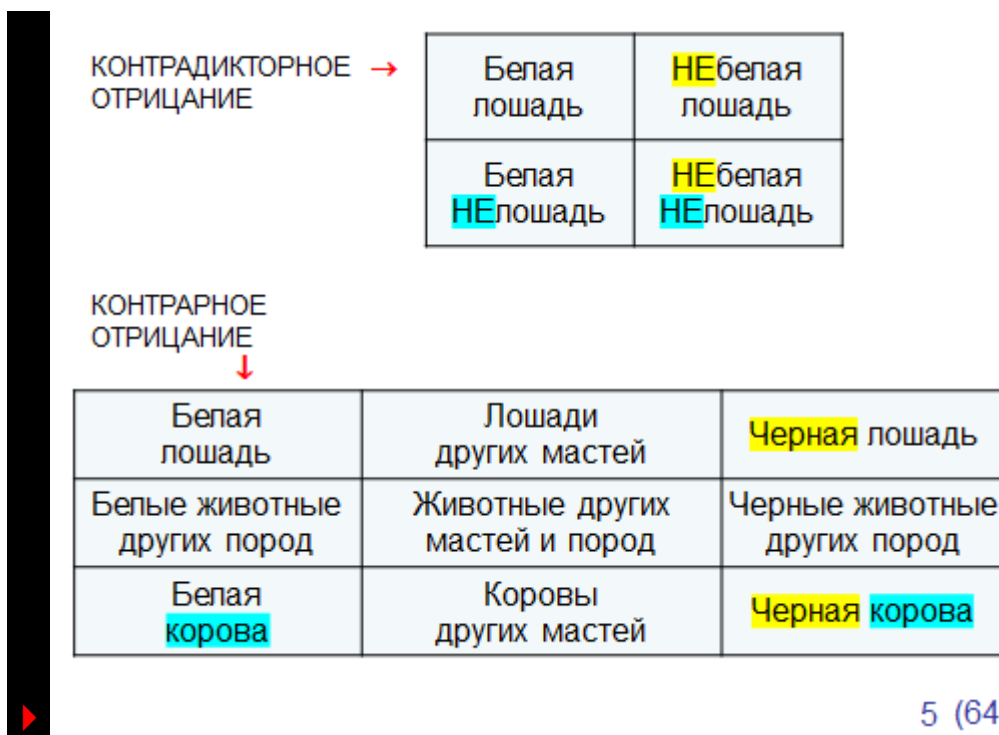 КОНТРАДИКТОРНОЕ →
ОТРИЦАНИЕ
Белая
лошадь
НЕбелая
лошадь
Белая
НЕлошадь
НЕбелая
НЕлошадь
КОНТРАРНОЕ
ОТРИЦАНИЕ
↓
Белая
лошадь
Лошади
других мастей
Черная лошадь
Белые животные
других пород
Животные других
мастей и пород
Черные животные
других пород
Белая
корова
Коровы
других мастей
Черная корова
5 (64